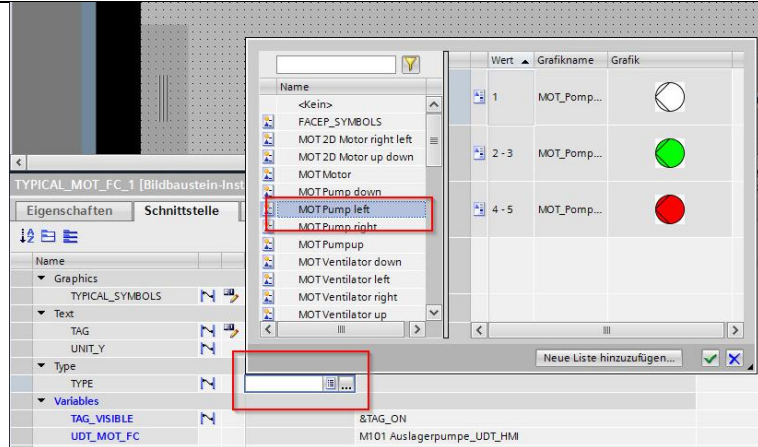 Wert Grafikname Grafik
Name
<Kein>
FACEP_SYMBOLS
MOT 2D Motor right left
MOT 2D Motor up down
MOT Motor
MOT Pump down
MOT Pump left
MOT Pump right
MOT Pumpup
MOT Ventilator down
MOT Ventilator left
MOT Ventilator right
MOT Ventilator up
1 MOT_Pomp...
2 - 3 MOT_Pomp...
4 - 5 MOT_Pomp...
Neue Liste hinzuzufügen...
TYPICAL_MOT_FC_1 [Bildbaustein-Inst
Eigenschaften Schnittstelle
Name
Graphics
TYPICAL_SYMBOLS
Text
TAG
UNIT_Y
Type
TYPE
Variables
TAG_VISIBLE &TAG_ON
UDT_MOT_FC M101 Auslagerpumpe_UDT_HMI